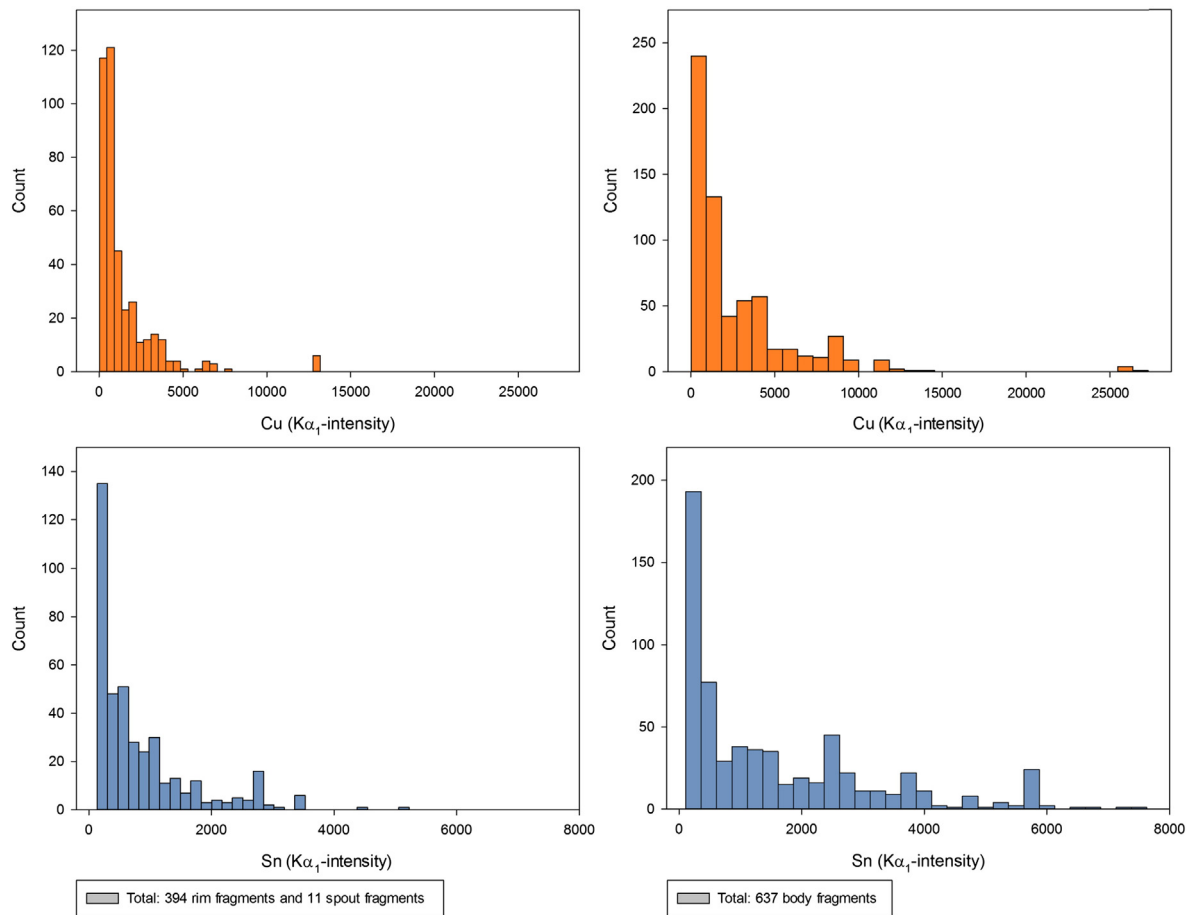 120
100
80
60
40
20
0
Count
0 5000 10000 15000 20000 25000
Cu (Kα₁-intensity)
250
200
150
100
50
0
Count
0 5000 10000 15000 20000 25000
Cu (Kα₁-intensity)
140
120
100
80
60
40
20
0
Count
0 2000 4000 6000 8000
Sn (Kα₁-intensity)
200
150
100
50
0
Count
0 2000 4000 6000 8000
Sn (Kα₁-intensity)
Total: 394 rim fragments and 11 spout fragments
Total: 637 body fragments